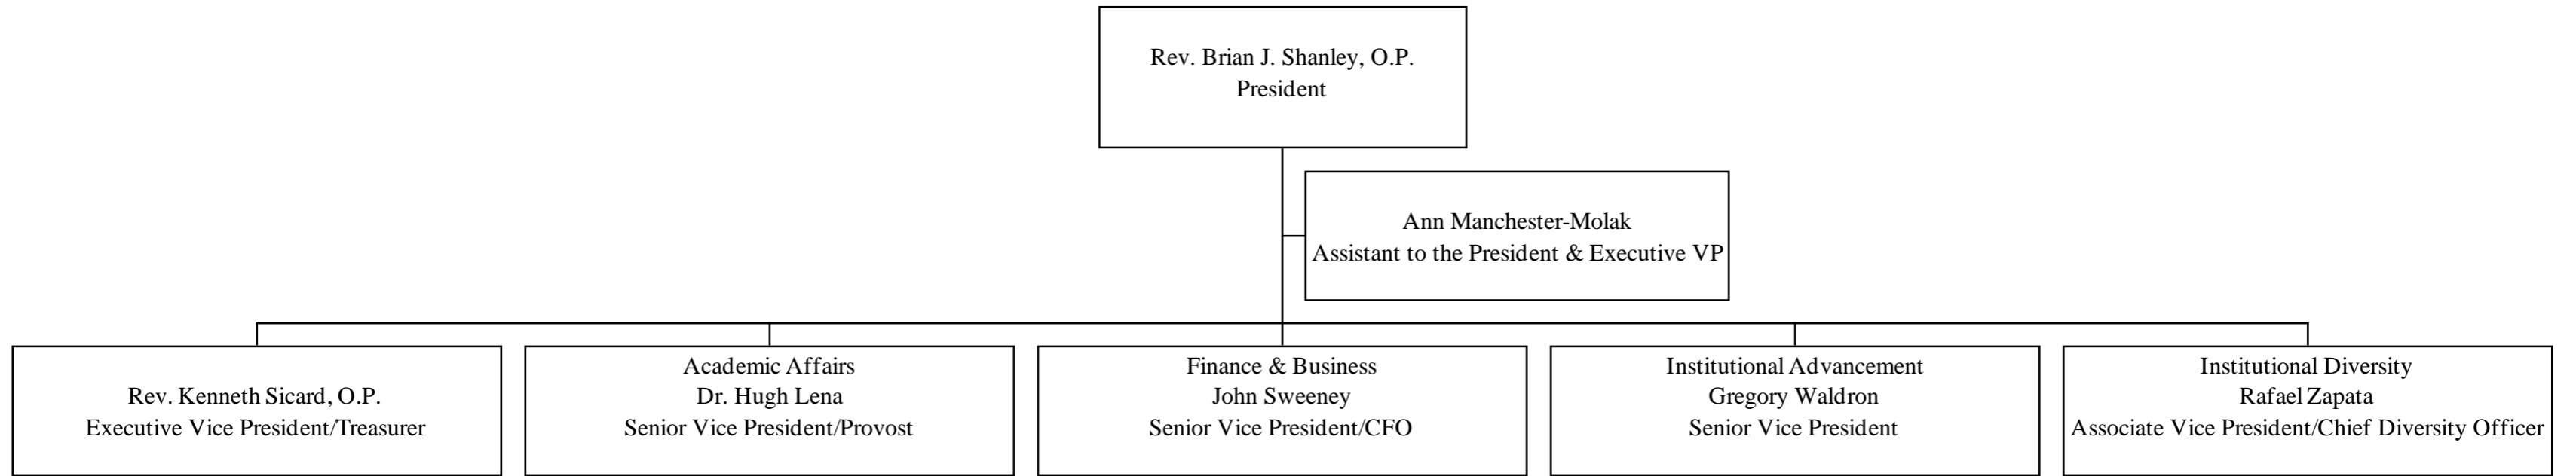 Rev. Brian J. Shanley, O.P.
President
Ann Manchester-Molak
Assistant to the President & Executive VP
Rev. Kenneth Sicard, O.P.
Executive Vice President/Treasurer
Academic Affairs
Dr. Hugh Lena
Senior Vice President/Provost
Finance & Business
John Sweeney
Senior Vice President/CFO
Institutional Advancement
Gregory Waldron
Senior Vice President
Institutional Diversity
Rafael Zapata
Associate Vice President/Chief Diversity Officer